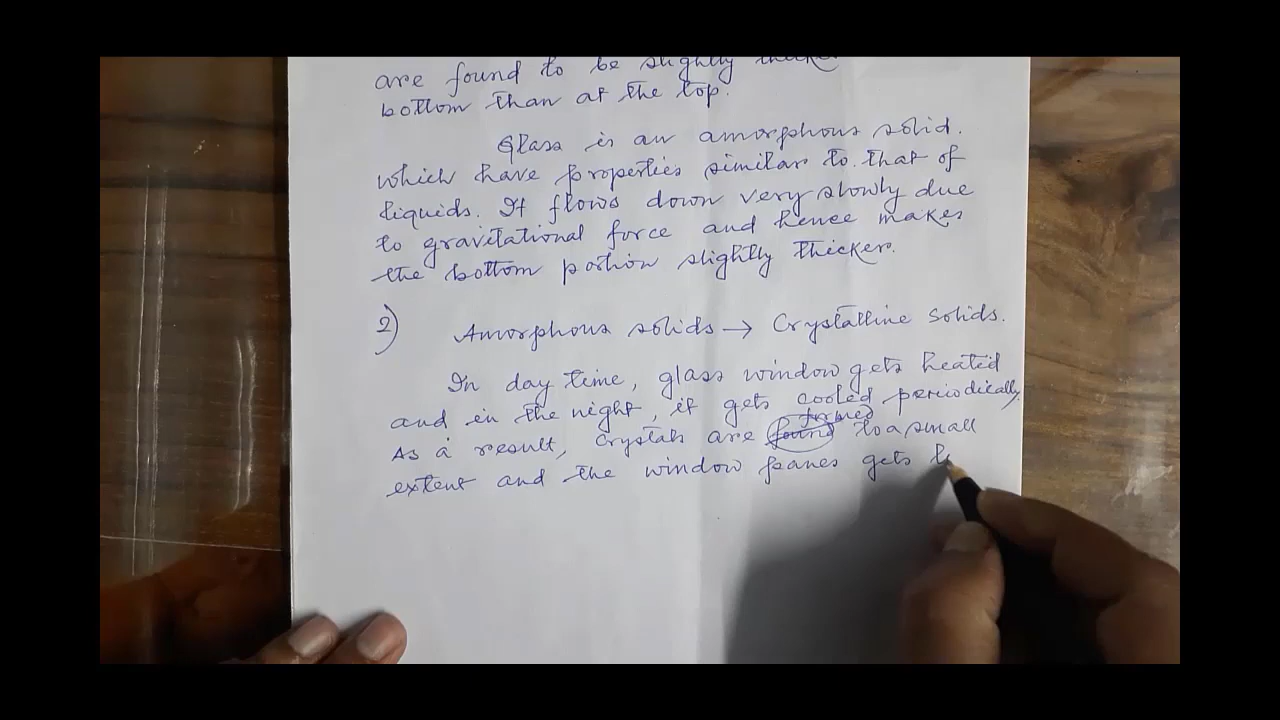 are found to be slightly thicker
bottom than at the top.
Glass is an amorphous solid.
which have properties similar to that of
liquids. It flows down very slowly due
to gravitational force and hence makes
the bottom portion slightly thicker.
2) Amorphous solids → Crystalline solids.
In day time, glass window gets heated
and in the night, it gets cooled periodically.
As a result, crystals are formed to a small
extent and the window panes gets